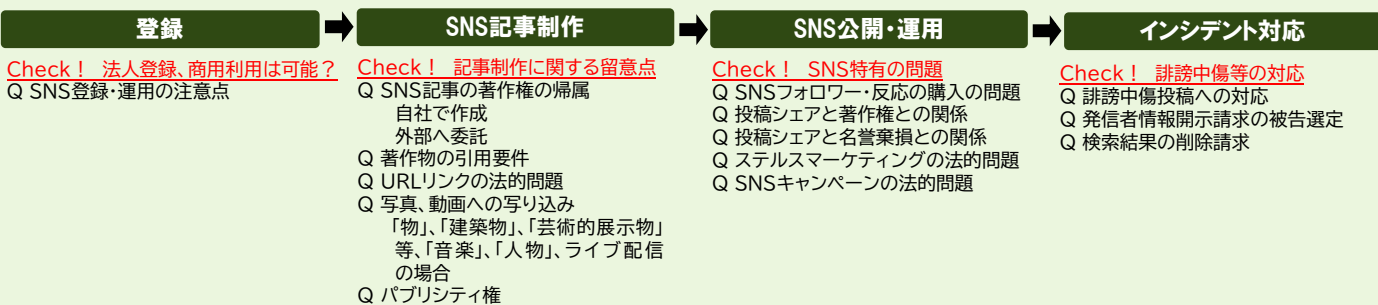 登録
Check！ 法人登録、商用利用は可能？
Q SNS登録・運用の注意点
SNS記事制作
Check！ 記事制作に関する留意点
Q SNS記事の著作権の帰属
自社で作成
外部へ委託
Q 著作物の引用要件
Q URLリンクの法的問題
Q 写真、動画への写り込み
「物」、「建築物」、「芸術的展示物」
等、「音楽」、「人物」、ライブ配信
の場合
Q パブリシティ権
SNS公開・運用
Check！ SNS特有の問題
Q SNSフォロワー・反応の購入の問題
Q 投稿シェアと著作権との関係
Q 投稿シェアと名誉棄損との関係
Q ステルスマーケティングの法的問題
Q SNSキャンペーンの法的問題
インシデント対応
Check！ 誹謗中傷等の対応
Q 誹謗中傷投稿への対応
Q 発信者情報開示請求の被告選定
Q 検索結果の削除請求